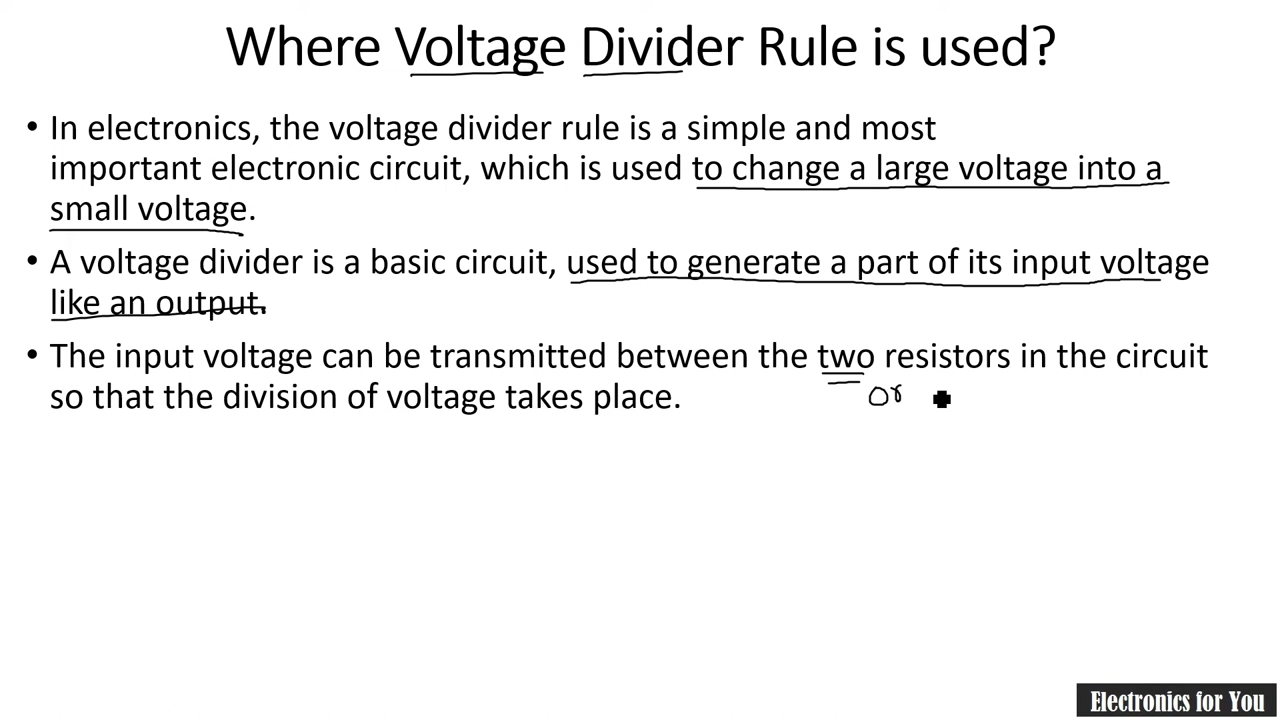 Where Voltage Divider Rule is used?
• In electronics, the voltage divider rule is a simple and most
important electronic circuit, which is used to change a large voltage into a
small voltage.
• A voltage divider is a basic circuit, used to generate a part of its input voltage
like an output.
• The input voltage can be transmitted between the two resistors in the circuit
so that the division of voltage takes place.
or
Electronics for You